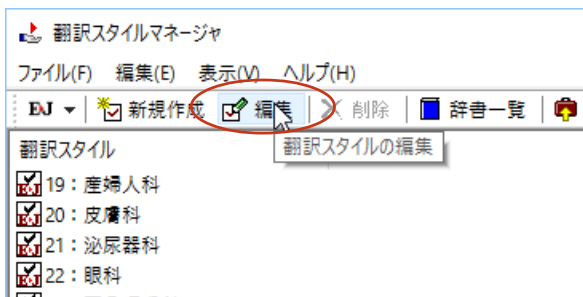 翻訳スタイルマネージャ
ファイル(F) 編集(E) 表示(V) ヘルプ(H)
EJ 新規作成 編集 削除 辞書一覧
翻訳スタイル 翻訳スタイルの編集
19：産婦人科
20：皮膚科
21：泌尿器科
22：眼科